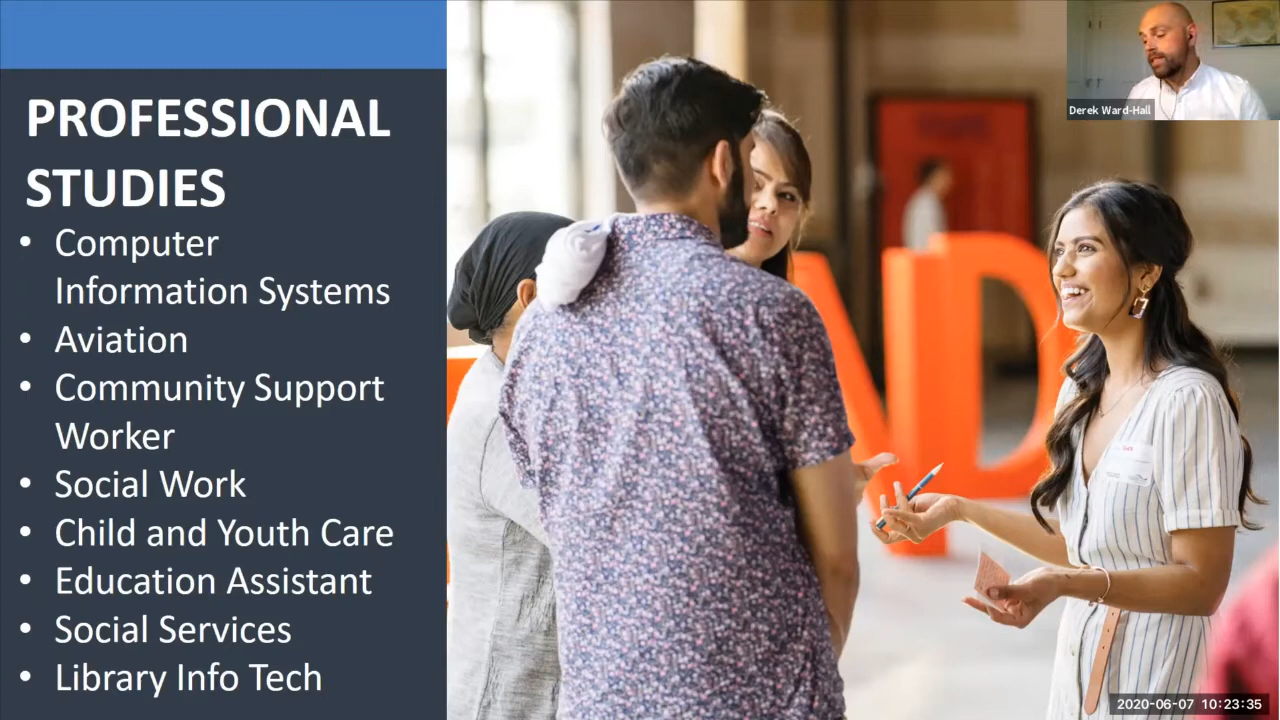 PROFESSIONAL
STUDIES
• Computer
Information Systems
• Aviation
• Community Support
Worker
• Social Work
• Child and Youth Care
• Education Assistant
• Social Services
• Library Info Tech
Derek Ward-Hall
2020-06-07 10:23:35